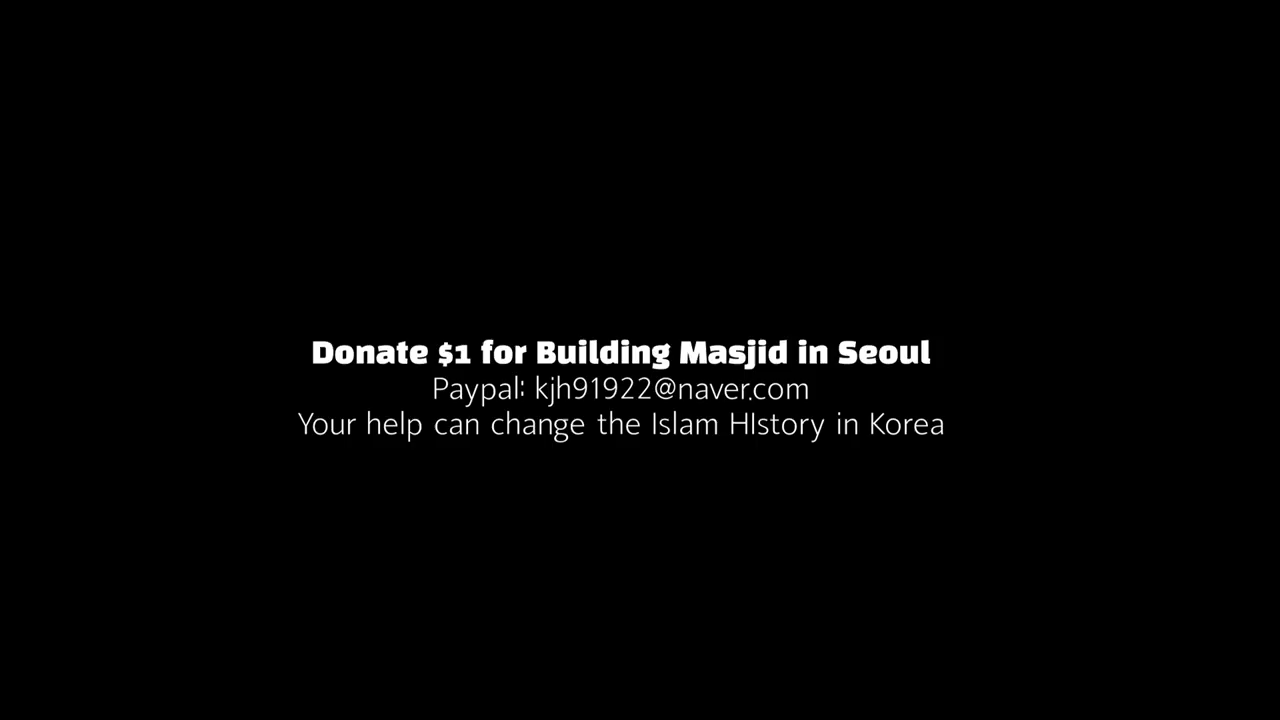 Donate $1 for Building Masjid in Seoul
Paypal: kjh91922@naver.com
Your help can change the Islam HIstory in Korea